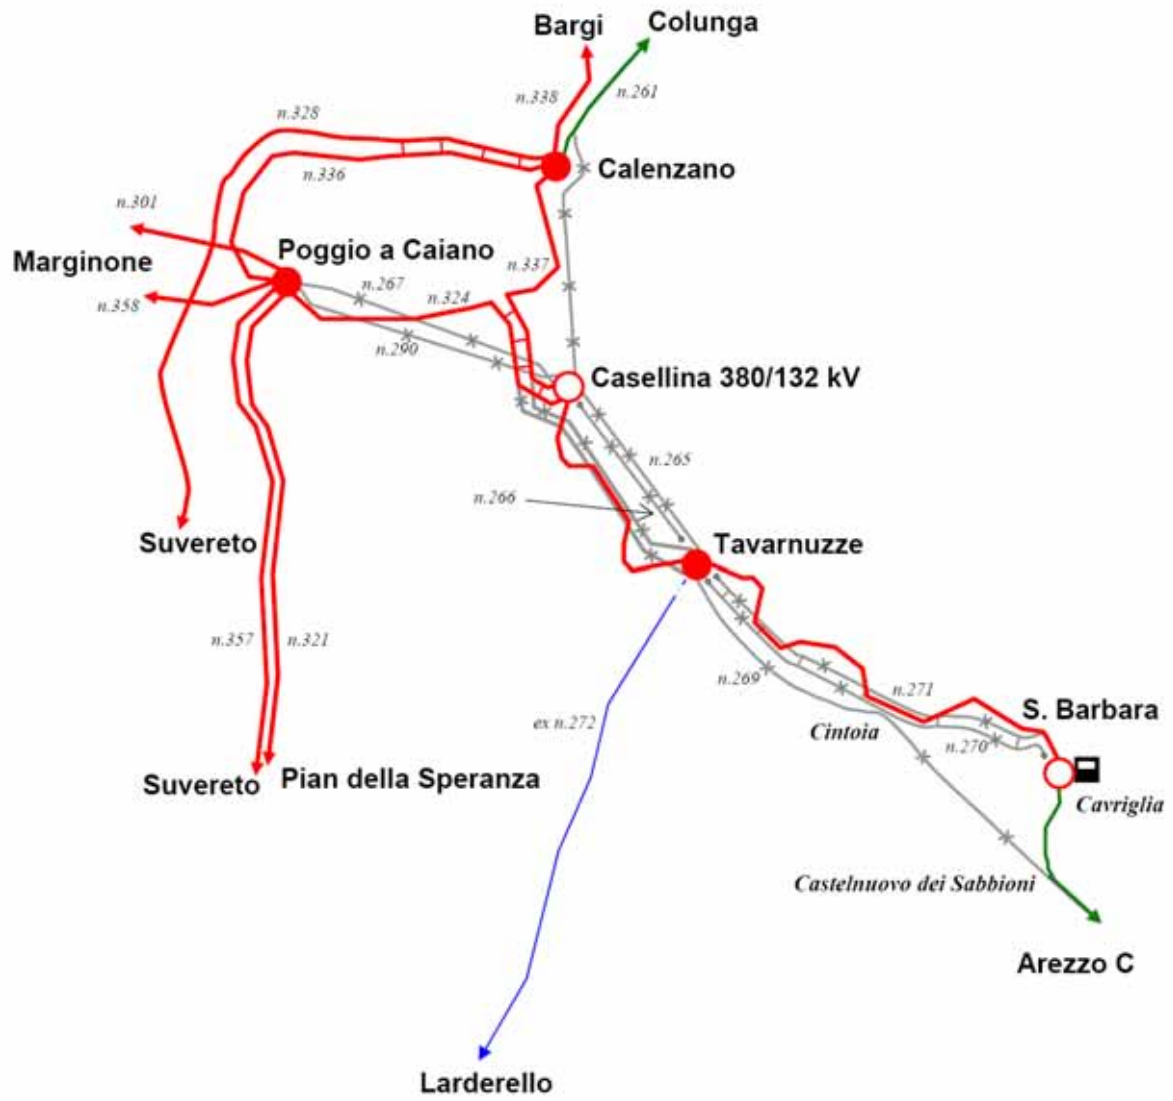 Bargi
Colunga
n.338
n.261
n.328
Calenzano
n.336
n.301
Poggio a Caiano
Marginone
n.337
n.267
n.324
n.358
n.290
Casellina 380/132 kV
n.265
n.266
Suvereto
Tavarnuzze
n.357
n.321
n.269
n.271
S. Barbara
ex n.272
Cintoia
n.270
Suvereto
Pian della Speranza
Cavriglia
Castelnuovo dei Sabbioni
Arezzo C
Larderello